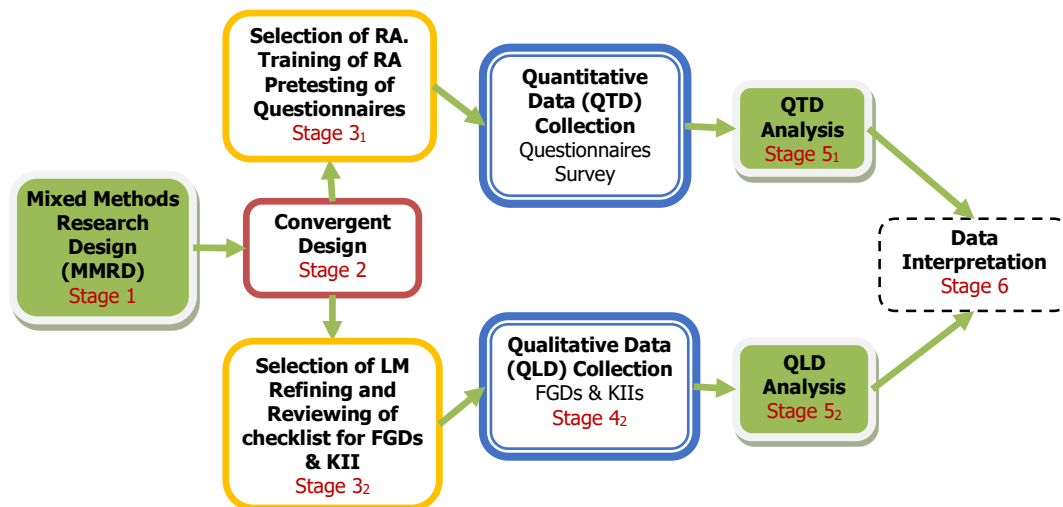 Mixed Methods
Research
Design
(MMRD)
Stage 1
Convergent
Design
Stage 2
Selection of RA.
Training of RA
Pretesting of
Questionnaires
Stage 3₁
Quantitative
Data (QTD)
Collection
Questionnaires
Survey
QTD
Analysis
Stage 5₁
Selection of LM
Refining and
Reviewing of
checklist for FGDs
& KII
Stage 3₂
Qualitative Data
(QLD) Collection
FGDs & KIIs
Stage 4₂
QLD
Analysis
Stage 5₂
Data
Interpretation
Stage 6